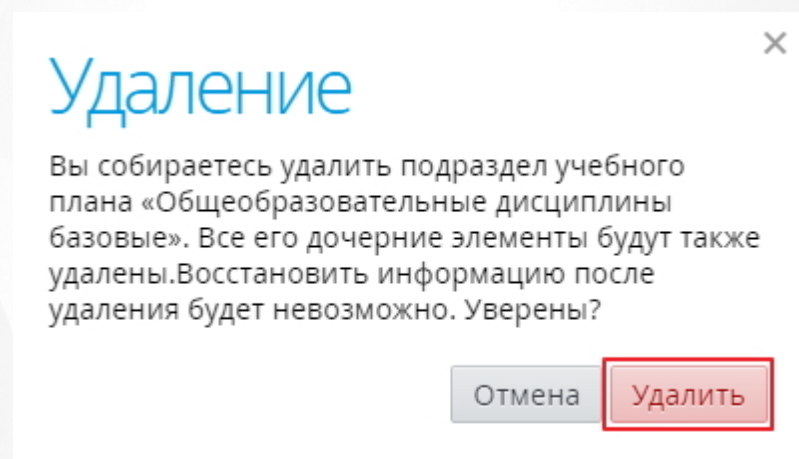 Удаление
Вы собираетесь удалить подраздел учебного
плана «Общеобразовательные дисциплины
базовые». Все его дочерние элементы будут также
удалены.Восстановить информацию после
удаления будет невозможно. Уверены?
Отмена Удалить